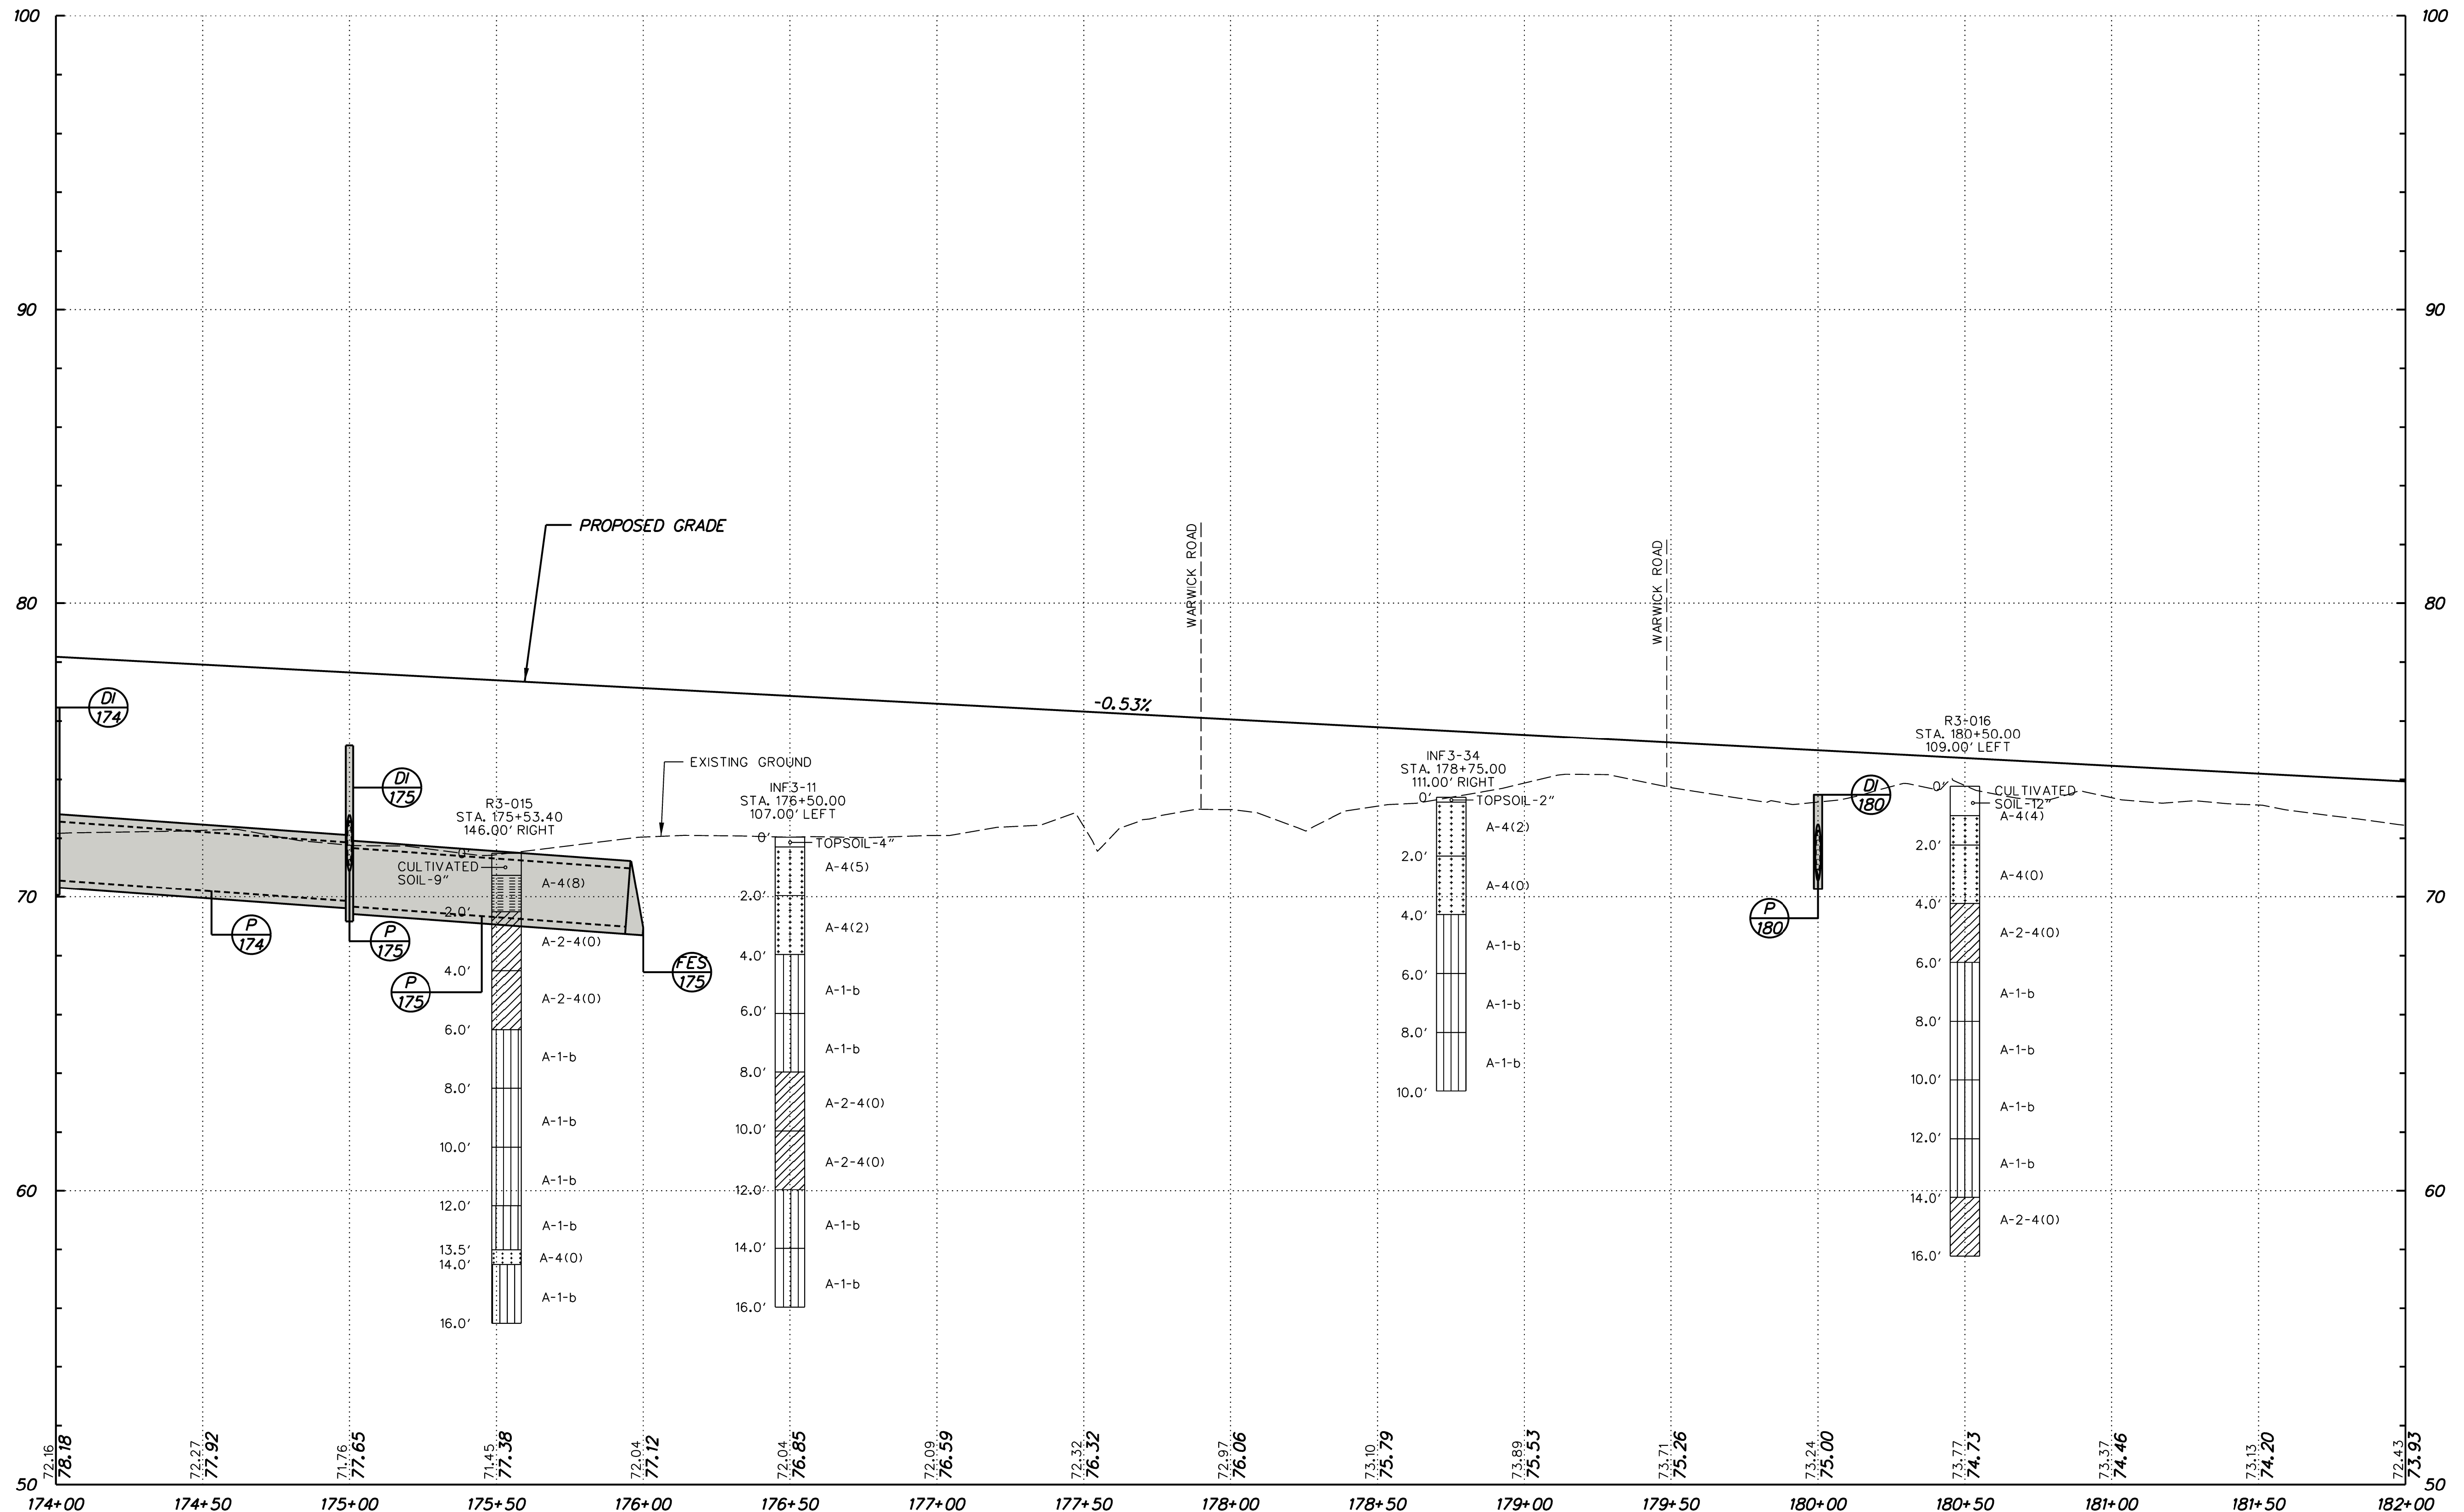 100
100
90
90
80
80
70
70
60
60
50
50
PROPOSED GRADE
-0.53%
WARWICK ROAD
WARWICK ROAD
EXISTING GROUND
DI
174
DI
175
P
174
P
175
P
175
FES
175
DI
180
P
180
R3-015
STA. 175+53.40
146.00' RIGHT
0'
CULTIVATED
SOIL-9"
A-4(8)
2.0'
A-2-4(0)
4.0'
A-2-4(0)
6.0'
A-1-b
8.0'
A-1-b
10.0'
A-1-b
12.0'
A-1-b
13.5'
A-4(0)
14.0'
A-1-b
16.0'
INF3-11
STA. 176+50.00
107.00' LEFT
0'
TOPSOIL-4"
A-4(5)
2.0'
A-4(2)
4.0'
A-1-b
6.0'
A-1-b
8.0'
A-2-4(0)
10.0'
A-2-4(0)
12.0'
A-1-b
14.0'
A-1-b
16.0'
INF3-34
STA. 178+75.00
111.00' RIGHT
0'
TOPSOIL-2"
A-4(2)
2.0'
A-4(0)
4.0'
A-1-b
6.0'
A-1-b
8.0'
A-1-b
10.0'
R3-016
STA. 180+50.00
109.00' LEFT
0'
CULTIVATED
SOIL-12"
A-4(4)
2.0'
A-4(0)
4.0'
A-2-4(0)
6.0'
A-1-b
8.0'
A-1-b
10.0'
A-1-b
12.0'
A-1-b
14.0'
A-2-4(0)
16.0'
72.16
78.18
72.27
77.92
71.76
77.65
71.45
77.38
72.04
77.12
72.04
76.85
72.09
76.59
72.32
76.32
72.97
76.06
73.10
75.79
73.89
75.53
73.71
75.26
73.24
75.00
73.77
74.73
73.37
74.46
73.13
74.20
72.43
73.93
174+00 174+50 175+00 175+50 176+00 176+50 177+00 177+50 178+00 178+50 179+00 179+50 180+00 180+50 181+00 181+50 182+00